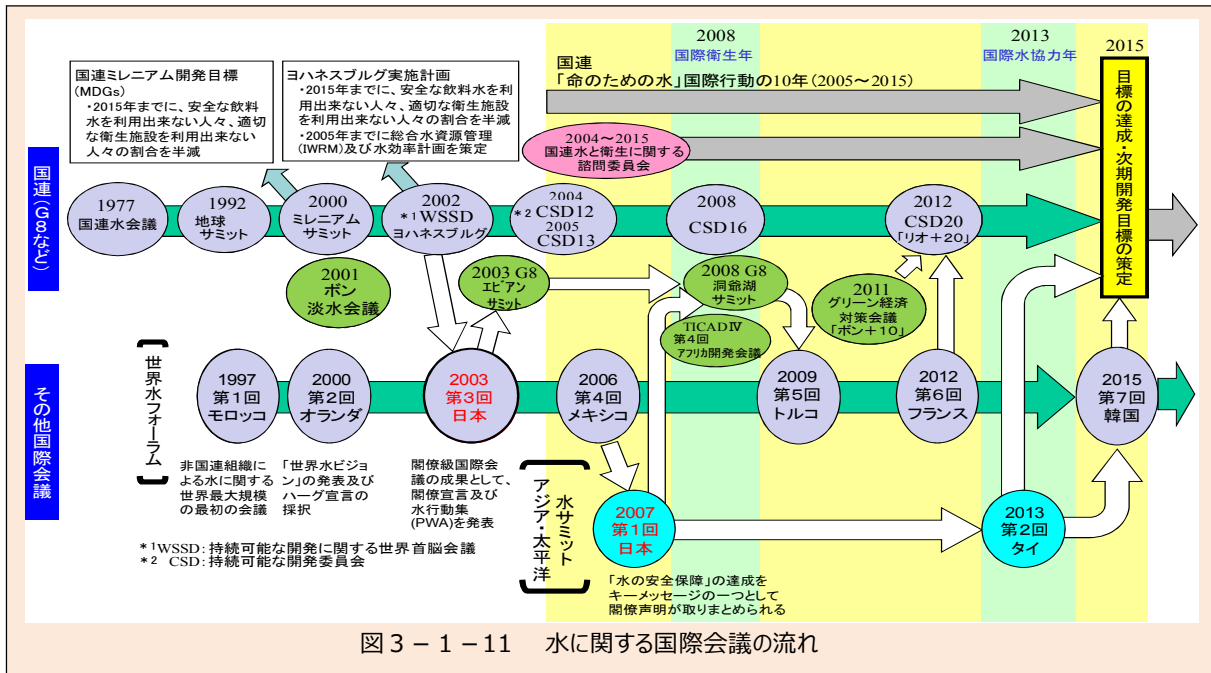 2008
国際衛生年
2013
国際水協力年
2015
目標の達成・次期開発目標の策定
国連ミレニアム開発目標
(MDGs)
・2015年までに、安全な飲料
水を利用出来ない人々、適切
な衛生施設を利用出来ない
人々の割合を半減
ヨハネスブルグ実施計画
・2015年までに、安全な飲料水を利
用出来ない人々、適切な衛生施設
を利用出来ない人々の割合を半減
・2005年までに総合水資源管理
(IWRM)及び水効率計画を策定
国連
「命のための水」国際行動の10年(2005～2015)
2004～2015
国連水と衛生に関する
諮問委員会
国連(G8など)
1977
国連水会議
1992
地球
サミット
2000
ミレニアム
サミット
2002
*1WSSD
ヨハネスブルグ
2004
*2 CSD12
2005
CSD13
2008
CSD16
2012
CSD20
「リオ+20」
2001
ボン
淡水会議
2003 G8
エビアン
サミット
2008 G8
洞爺湖
サミット
TICADⅣ
第4回
アフリカ開発会議
2011
グリーン経済
対策会議
「ボン+10」
その他国際会議
世界水フォーラム
1997
第1回
モロッコ
2000
第2回
オランダ
2003
第3回
日本
2006
第4回
メキシコ
2009
第5回
トルコ
2012
第6回
フランス
2015
第7回
韓国
非国連組織に
よる水に関する
世界最大規模
の最初の会議
「世界水ビジョ
ン」の発表及び
ハーグ宣言の
採択
閣僚級国際会
議の成果として、
閣僚宣言及び
水行動集
(PWA)を発表
アジア・太平洋
水サミット
2007
第1回
日本
2013
第2回
タイ
*1WSSD:持続可能な開発に関する世界首脳会議
*2 CSD:持続可能な開発委員会
「水の安全保障」の達成を
キーメッセージの一つとして
閣僚声明が取りまとめられる
図3－1－11 水に関する国際会議の流れ